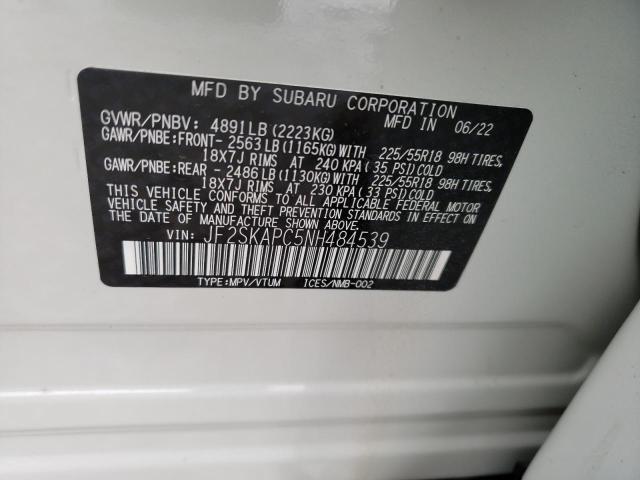 MFD BY SUBARU CORPORATION
GVWR/PNBV: 4891LB(2223KG) MFD IN 06/22
GAWR/PNBE:FRONT- 2563LB(1165KG)WITH 225/55R18 98H TIRES,
18X7J RIMS AT 240 KPA(35 PSI)COLD
GAWR/PNBE:REAR - 2486LB(1130KG)WITH 225/55R18 98H TIRES,
18X7J RIMS AT 230 KPA(33 PSI)COLD
THIS VEHICLE CONFORMS TO ALL APPLICABLE FEDERAL MOTOR
VEHICLE SAFETY AND THEFT PREVENTION STANDARDS IN EFFECT
ON THE DATE OF MANUFACTURE SHOWN ABOVE.
VIN: JF2SKAPC5NH484539
TYPE:MPV/VTUM ICES/NMB-002